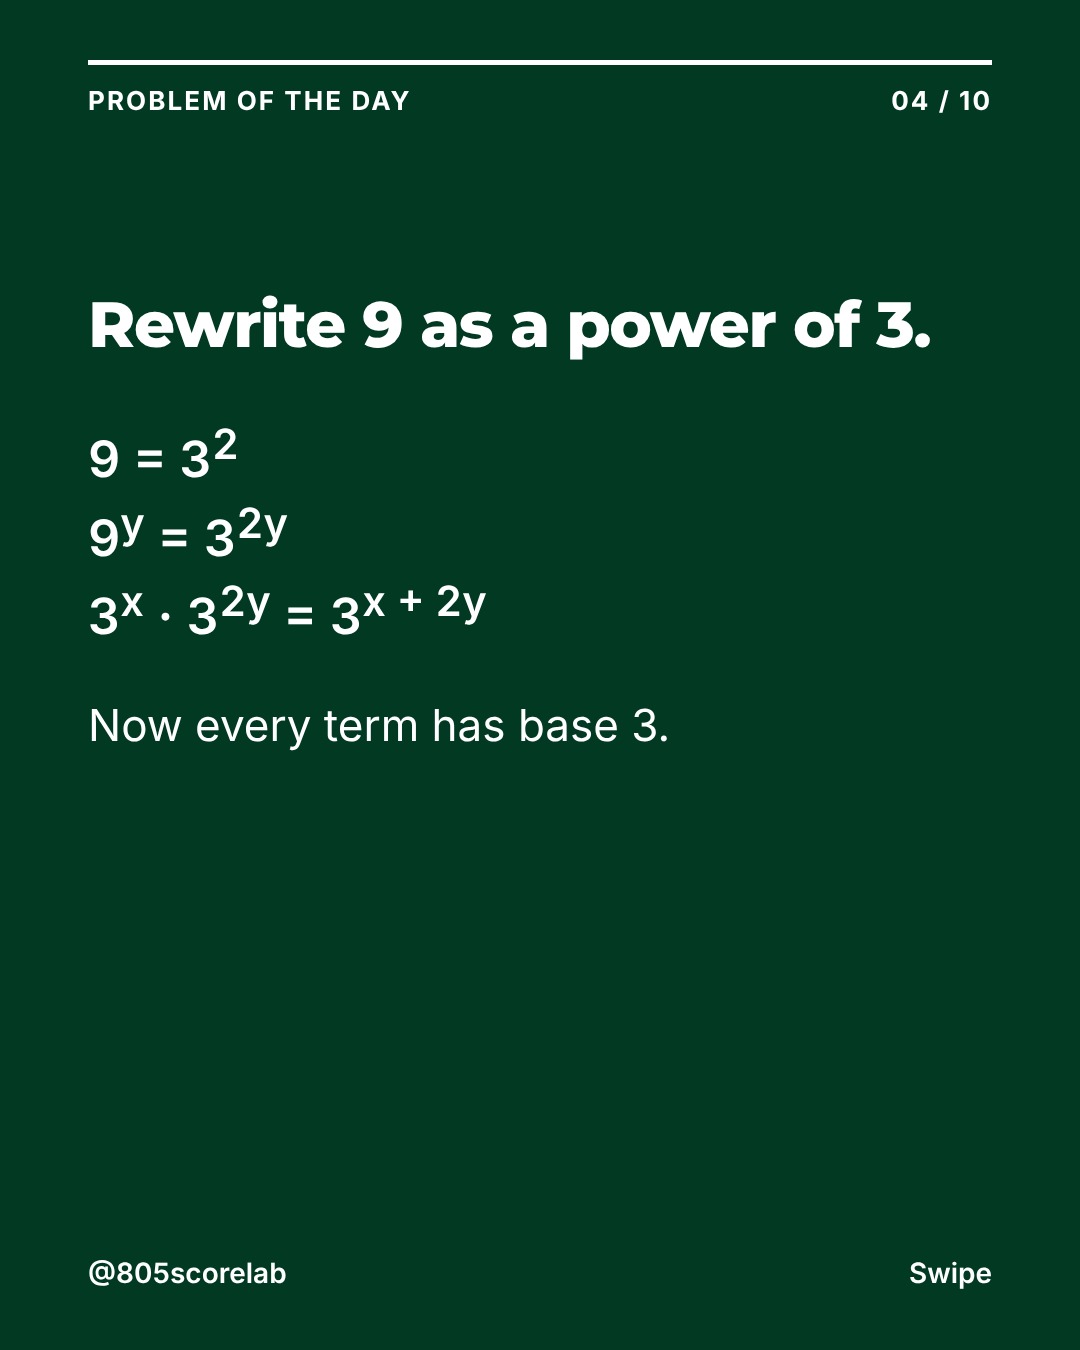 PROBLEM OF THE DAY
04 / 10
Rewrite 9 as a power of 3.
9 = 3²
9ʸ = 3²ʸ
3ˣ · 3²ʸ = 3ˣ ⁺ ²ʸ
Now every term has base 3.
@805scorelab
Swipe